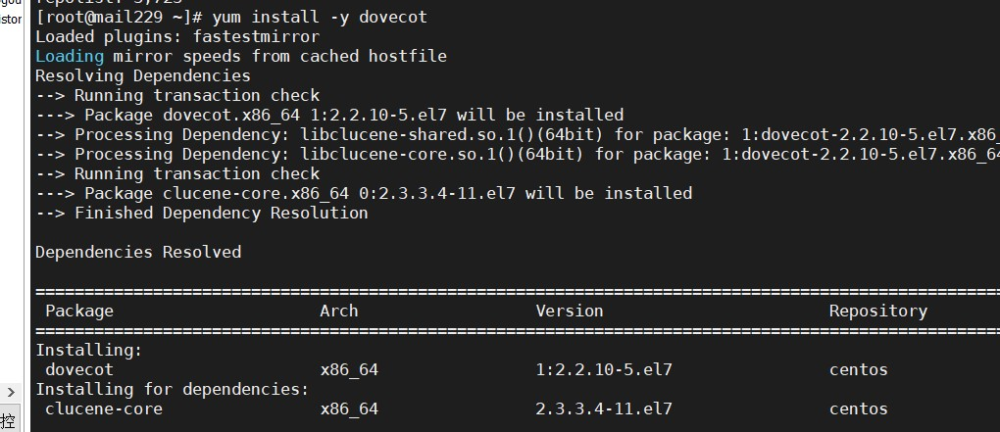 [root@mail229 ~]# yum install -y dovecot
Loaded plugins: fastestmirror
Loading mirror speeds from cached hostfile
Resolving Dependencies
--> Running transaction check
---> Package dovecot.x86_64 1:2.2.10-5.el7 will be installed
--> Processing Dependency: libclucene-shared.so.1()(64bit) for package: 1:dovecot-2.2.10-5.el7.x86_
--> Processing Dependency: libclucene-core.so.1()(64bit) for package: 1:dovecot-2.2.10-5.el7.x86_64
--> Running transaction check
---> Package clucene-core.x86_64 0:2.3.3.4-11.el7 will be installed
--> Finished Dependency Resolution
Dependencies Resolved
Package Arch Version Repository
Installing:
dovecot x86_64 1:2.2.10-5.el7 centos
Installing for dependencies:
clucene-core x86_64 2.3.3.4-11.el7 centos
控